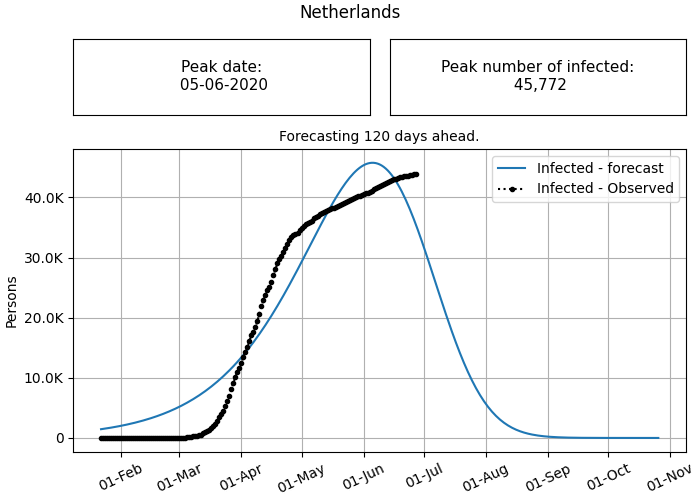 Netherlands
Peak date:
05-06-2020
Peak number of infected:
45,772
Forecasting 120 days ahead.
Infected - forecast
Infected - Observed
Persons
40.0K
30.0K
20.0K
10.0K
0
01-Feb
01-Mar
01-Apr
01-May
01-Jun
01-Jul
01-Aug
01-Sep
01-Oct
01-Nov